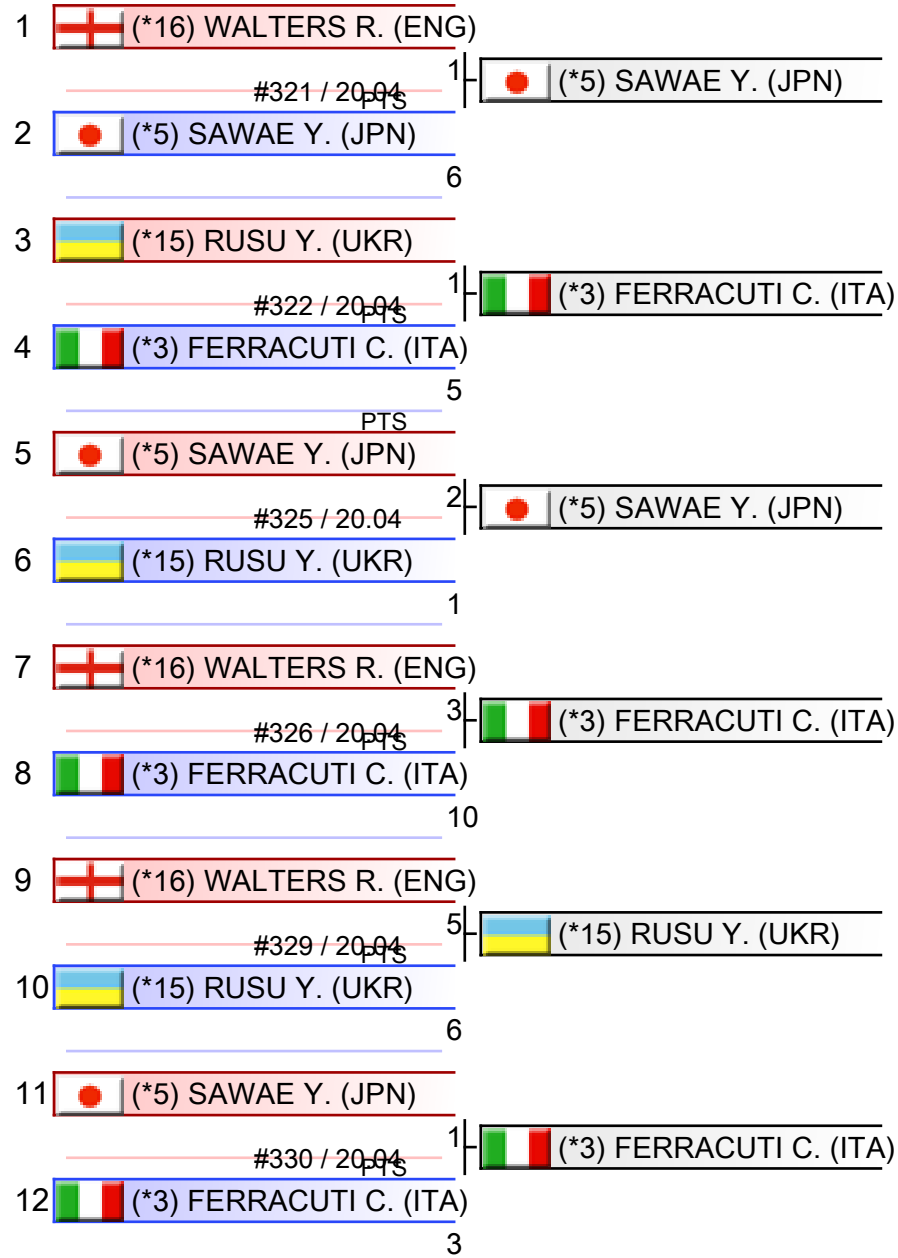 1 (*16) WALTERS R. (ENG)
1 (*5) SAWAE Y. (JPN)
#321 / 20.04
PTS
2 (*5) SAWAE Y. (JPN)
6
3 (*15) RUSU Y. (UKR)
1 (*3) FERRACUTI C. (ITA)
#322 / 20.04
PTS
4 (*3) FERRACUTI C. (ITA)
5
PTS
5 (*5) SAWAE Y. (JPN)
2 (*5) SAWAE Y. (JPN)
#325 / 20.04
6 (*15) RUSU Y. (UKR)
1
7 (*16) WALTERS R. (ENG)
3 (*3) FERRACUTI C. (ITA)
#326 / 20.04
PTS
8 (*3) FERRACUTI C. (ITA)
10
9 (*16) WALTERS R. (ENG)
5 (*15) RUSU Y. (UKR)
#329 / 20.04
PTS
10 (*15) RUSU Y. (UKR)
6
11 (*5) SAWAE Y. (JPN)
1 (*3) FERRACUTI C. (ITA)
#330 / 20.04
PTS
12 (*3) FERRACUTI C. (ITA)
3